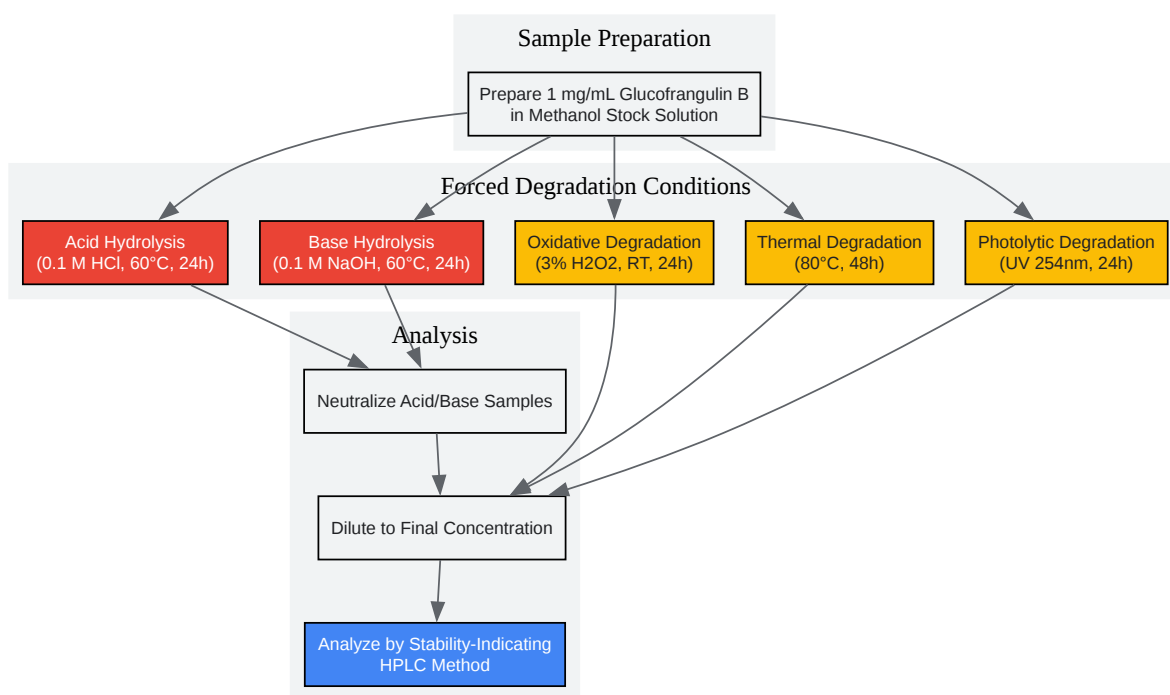 Sample Preparation
Prepare 1 mg/mL Glucofrangulin B
in Methanol Stock Solution
Forced Degradation Conditions
Acid Hydrolysis
(0.1 M HCl, 60°C, 24h)
Base Hydrolysis
(0.1 M NaOH, 60°C, 24h)
Oxidative Degradation
(3% H2O2, RT, 24h)
Thermal Degradation
(80°C, 48h)
Photolytic Degradation
(UV 254nm, 24h)
Analysis
Neutralize Acid/Base Samples
Dilute to Final Concentration
Analyze by Stability-Indicating
HPLC Method